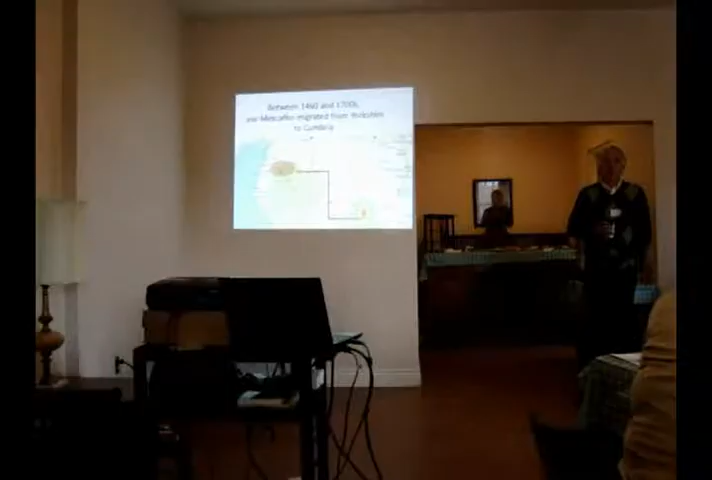 Between 1460 and 1700s,
our Metcalfes migrated from Yorkshire
to Cumbria